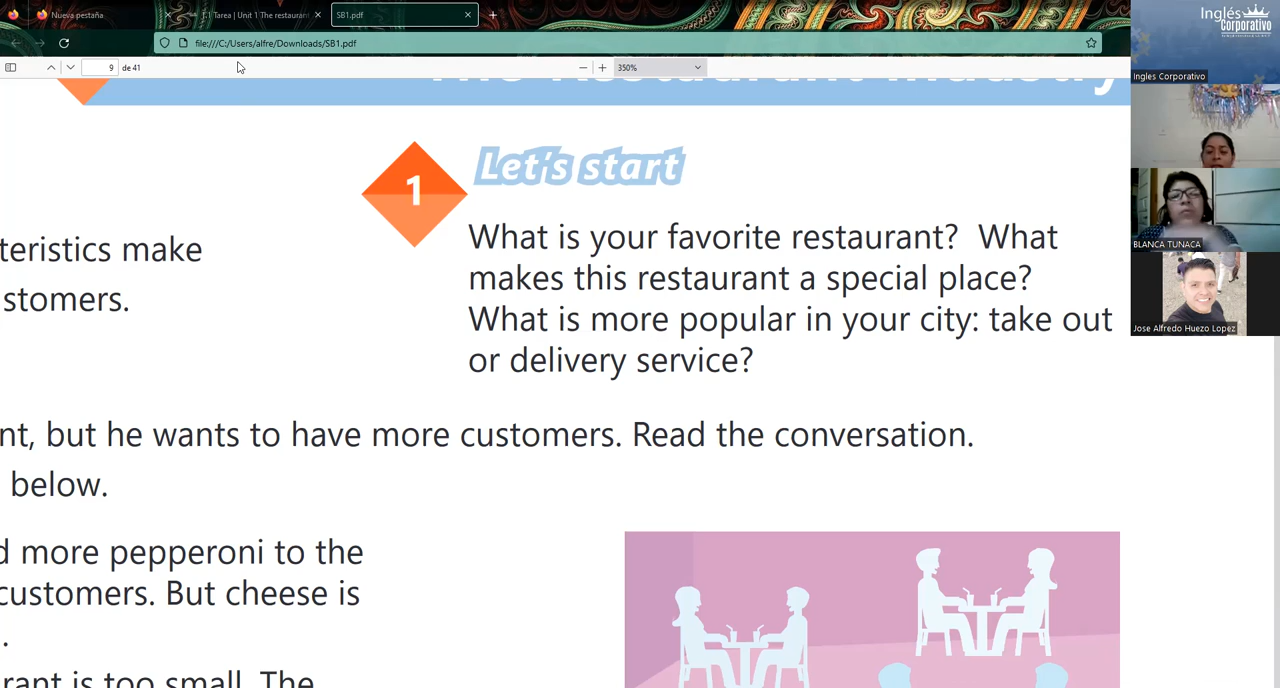 Nueva pestaña
Tarea | Unit 1 The restaurant
SB1.pdf
file:///C:/Users/alfre/Downloads/SB1.pdf
9 de 41
350%
The Restaurant Industry
1
Let's start
What is your favorite restaurant? What
makes this restaurant a special place?
What is more popular in your city: take out
or delivery service?
teristics make
stomers.
nt, but he wants to have more customers. Read the conversation.
below.
d more pepperoni to the
customers. But cheese is
.
rant is too small. The
Inglés
Corporativo
Ingles Corporativo
BLANCA TUNACA
Jose Alfredo Huezo Lopez